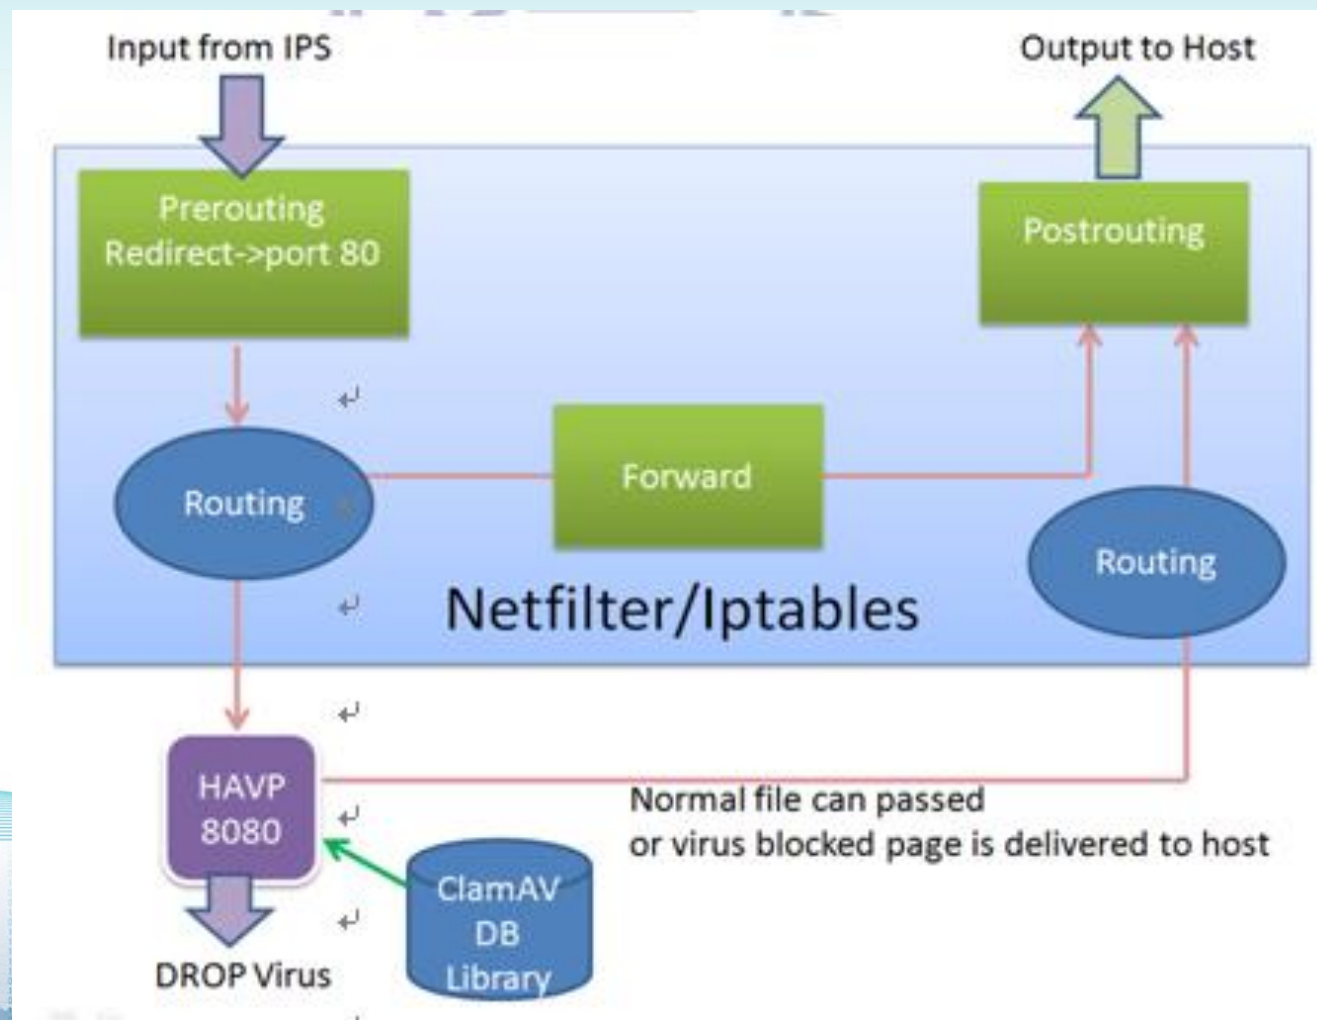 Input from IPS
Output to Host
Prerouting
Redirect->port 80
Postrouting
Forward
Routing
Routing
Netfilter/Iptables
HAVP
8080
Normal file can passed
or virus blocked page is delivered to host
ClamAV
DB
Library
DROP Virus